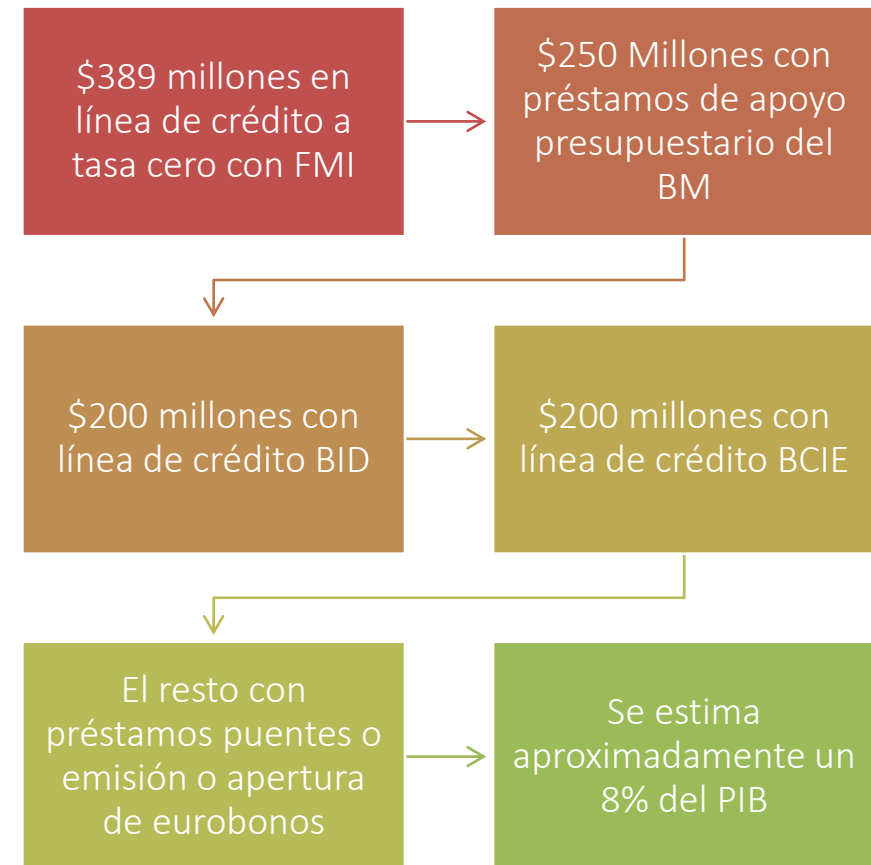 $389 millones en
línea de crédito a
tasa cero con FMI
$250 Millones con
préstamos de apoyo
presupuestario del
BM
$200 millones con
línea de crédito BID
$200 millones con
línea de crédito BCIE
El resto con
préstamos puentes o
emisión o apertura
de eurobonos
Se estima
aproximadamente un
8% del PIB